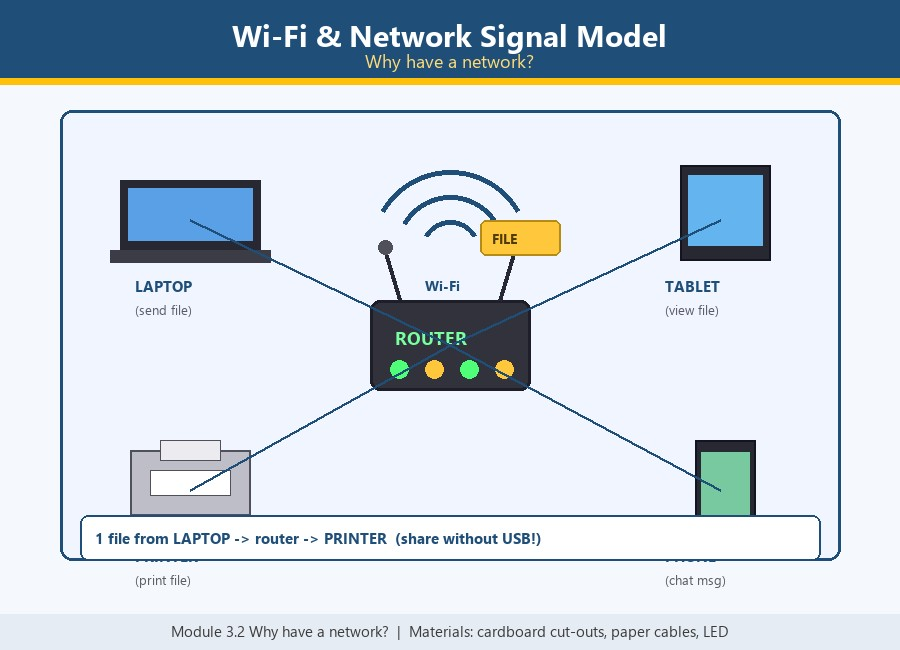 Wi-Fi & Network Signal Model
Why have a network?
FILE
Wi-Fi
LAPTOP
(send file)
TABLET
(view file)
ROUTER
1 file from LAPTOP -> router -> PRINTER  (share without USB!)
(print file)
(chat msg)
Module 3.2 Why have a network?  |  Materials: cardboard cut-outs, paper cables, LED